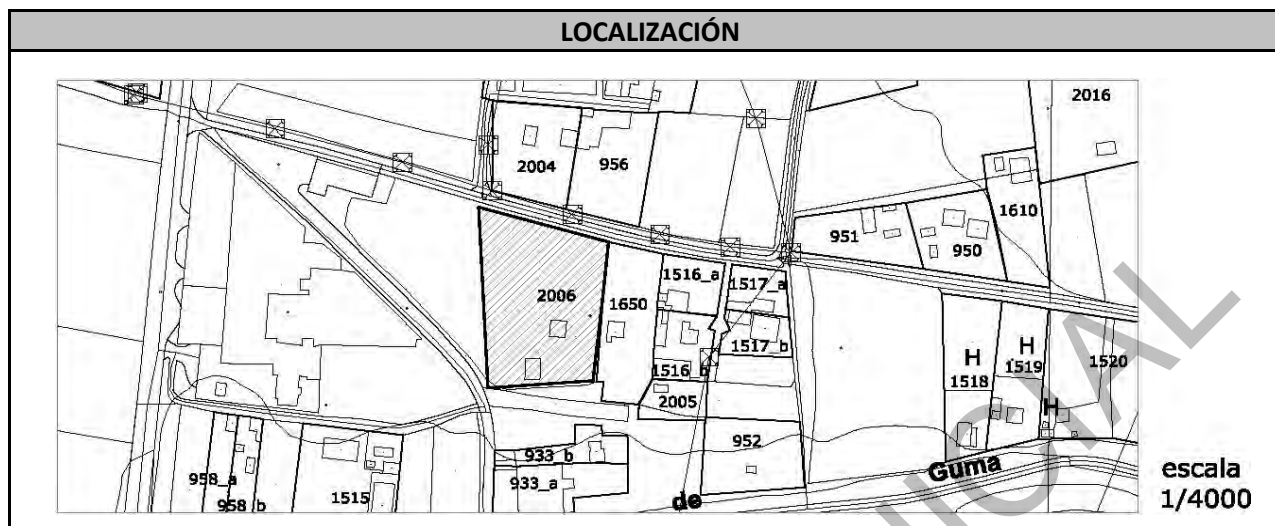 LOCALIZACIÓN
2016
2004
956
1610
951
950
1516_a
1517_a
2006
1650
1517_b
1516_b
H
1518
H
1519
1520
2005
H
952
933_b
933_a
958_a
958_b
1515
de
Guma
escala
1/4000
NCIAL